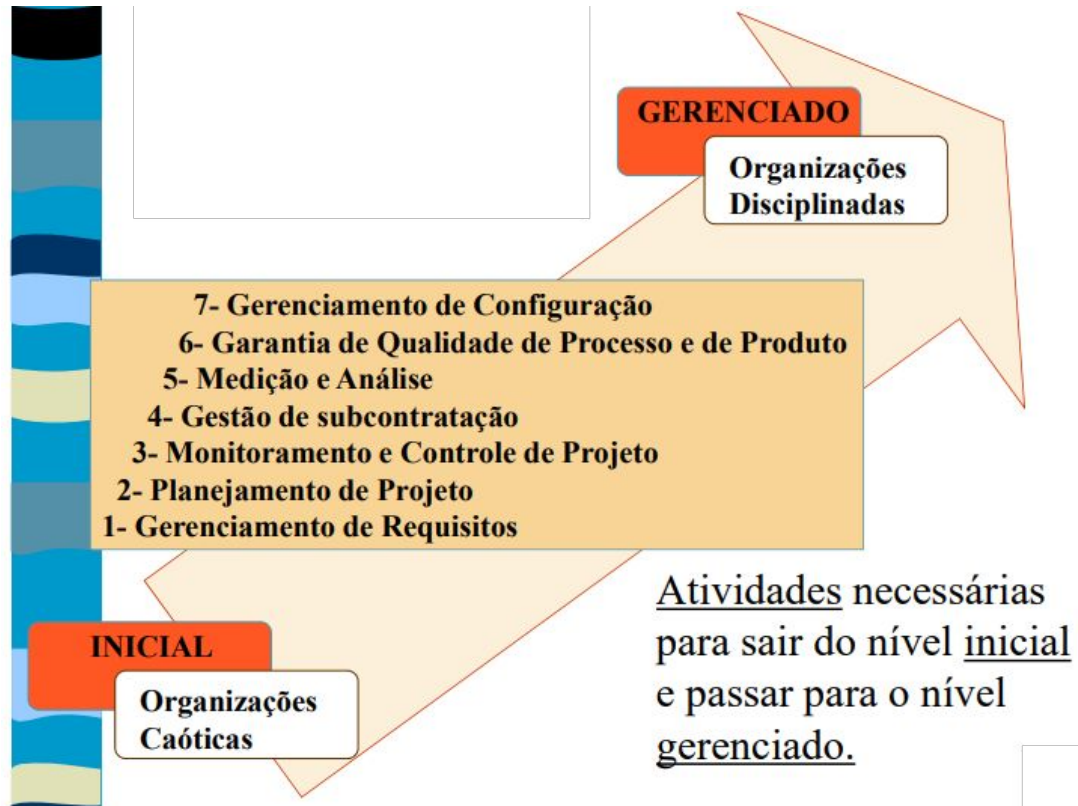 GERENCIADO
Organizações
Disciplinadas
7- Gerenciamento de Configuração
6- Garantia de Qualidade de Processo e de Produto
5- Medição e Análise
4- Gestão de subcontratação
3- Monitoramento e Controle de Projeto
2- Planejamento de Projeto
1- Gerenciamento de Requisitos
INICIAL
Organizações
Caóticas
Atividades necessárias
para sair do nível inicial
e passar para o nível
gerenciado.